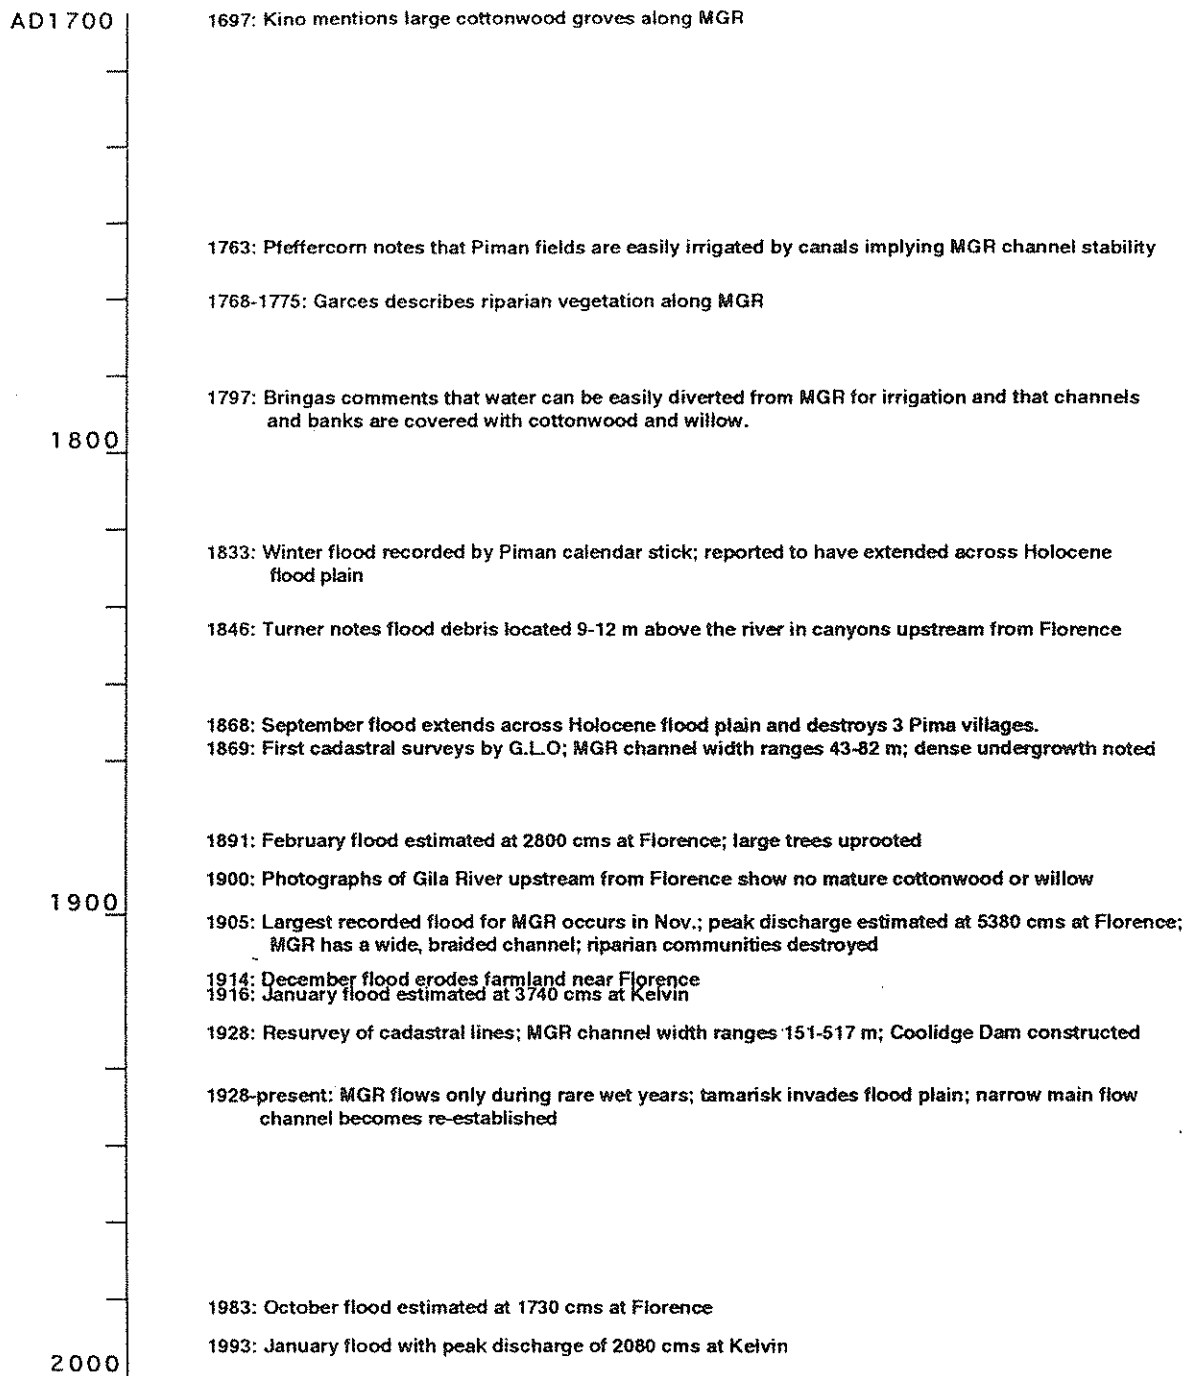 AD1700
1697: Kino mentions large cottonwood groves along MGR
1763: Pfeffercorn notes that Piman fields are easily irrigated by canals implying MGR channel stability
1768-1775: Garces describes riparian vegetation along MGR
1797: Bringas comments that water can be easily diverted from MGR for irrigation and that channels
and banks are covered with cottonwood and willow.
1800
1833: Winter flood recorded by Piman calendar stick; reported to have extended across Holocene
flood plain
1846: Turner notes flood debris located 9-12 m above the river in canyons upstream from Florence
1868: September flood extends across Holocene flood plain and destroys 3 Pima villages.
1869: First cadastral surveys by G.L.O; MGR channel width ranges 43-82 m; dense undergrowth noted
1891: February flood estimated at 2800 cms at Florence; large trees uprooted
1900: Photographs of Gila River upstream from Florence show no mature cottonwood or willow
1900
1905: Largest recorded flood for MGR occurs in Nov.; peak discharge estimated at 5380 cms at Florence;
MGR has a wide, braided channel; riparian communities destroyed
1914: December flood erodes farmland near Florence
1916: January flood estimated at 3740 cms at Kelvin
1928: Resurvey of cadastral lines; MGR channel width ranges 151-517 m; Coolidge Dam constructed
1928-present: MGR flows only during rare wet years; tamarisk invades flood plain; narrow main flow
channel becomes re-established
1983: October flood estimated at 1730 cms at Florence
1993: January flood with peak discharge of 2080 cms at Kelvin
2000